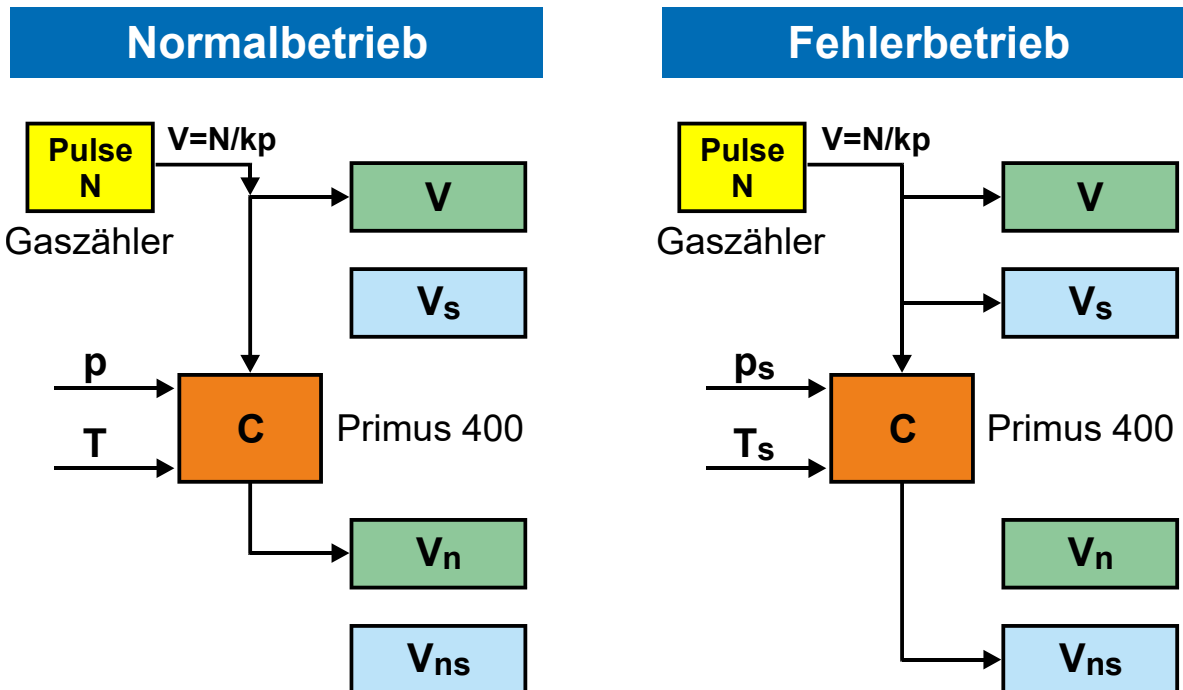 Normalbetrieb
Pulse
N
V=N/kp
Gaszähler
V
Vs
p
T
C
Primus 400
Vn
Vns
Fehlerbetrieb
Pulse
N
V=N/kp
Gaszähler
V
Vs
ps
Ts
C
Primus 400
Vn
Vns